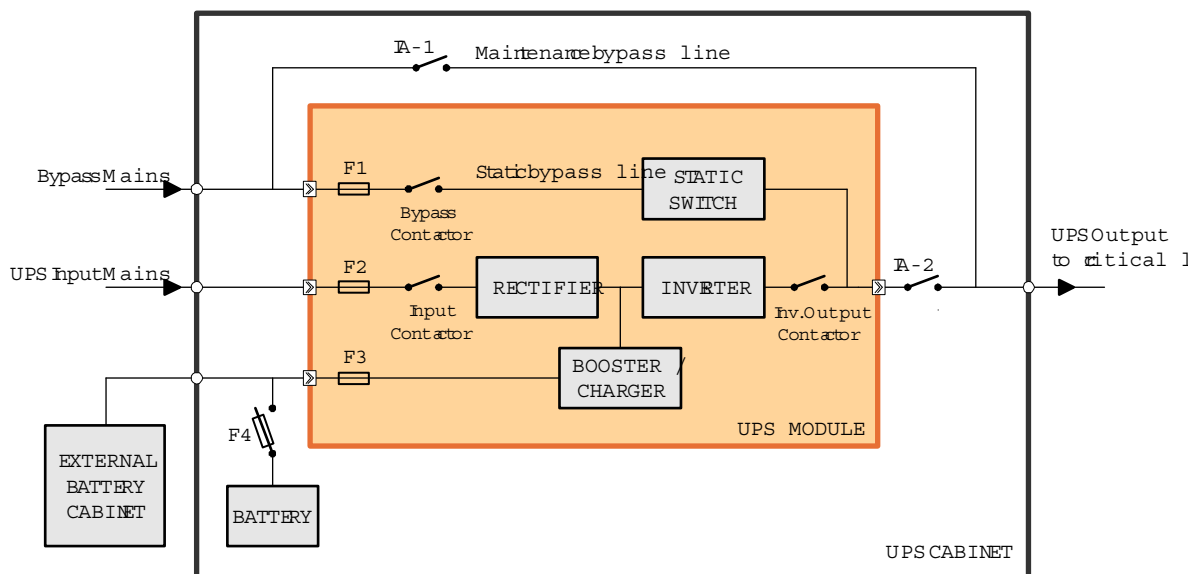 IA-1
Maintenance bypass line
F1
Static bypass line
STATIC
SWITCH
Bypass Mains
Bypass
Contactor
UPS Output
to critical l
UPS Input Mains
F2
RECTIFIER
INVERTER
IA-2
Input
Contactor
Inv. Output
Contactor
F3
BOOSTER /
CHARGER
UPS MODULE
F4
EXTERNAL
BATTERY
CABINET
BATTERY
UPS CABINET